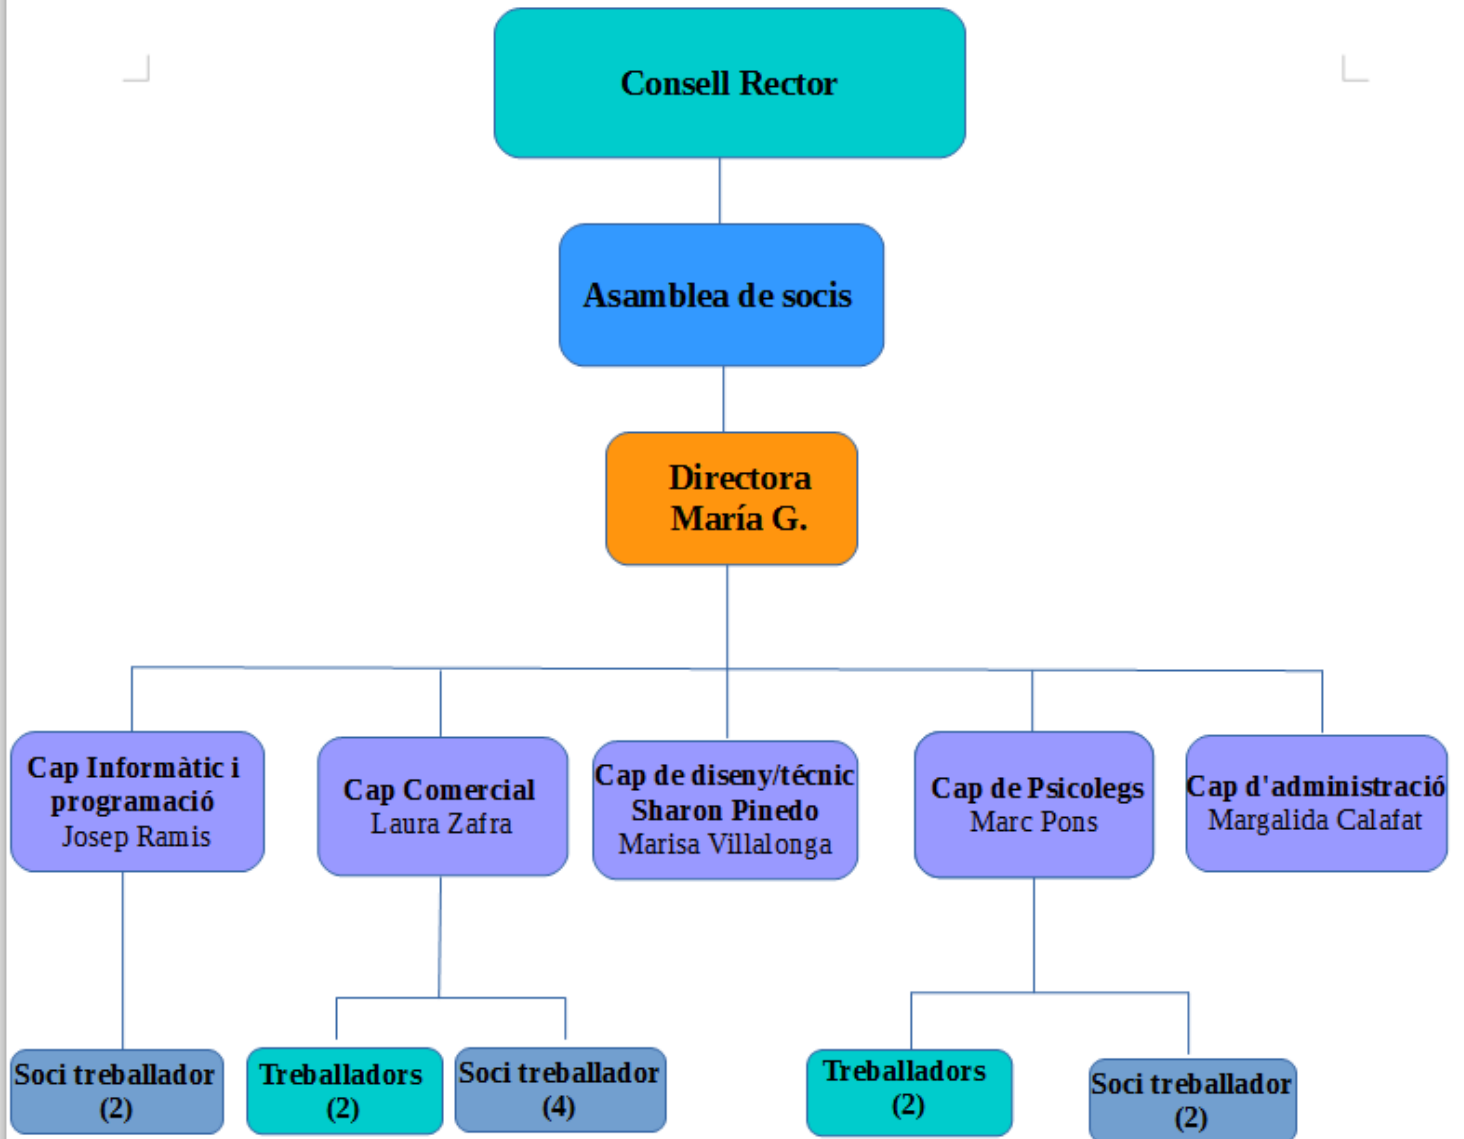 Consell Rector
Asamblea de socis
Directora
María G.
Cap Informàtic i
programació
Josep Ramis
Cap Comercial
Laura Zafra
Cap de diseny/técnic
Sharon Pinedo
Marisa Villalonga
Cap de Psicolegs
Marc Pons
Cap d'administració
Margalida Calafat
Soci treballador
(2)
Treballadors
(2)
Soci treballador
(4)
Treballadors
(2)
Soci treballador
(2)